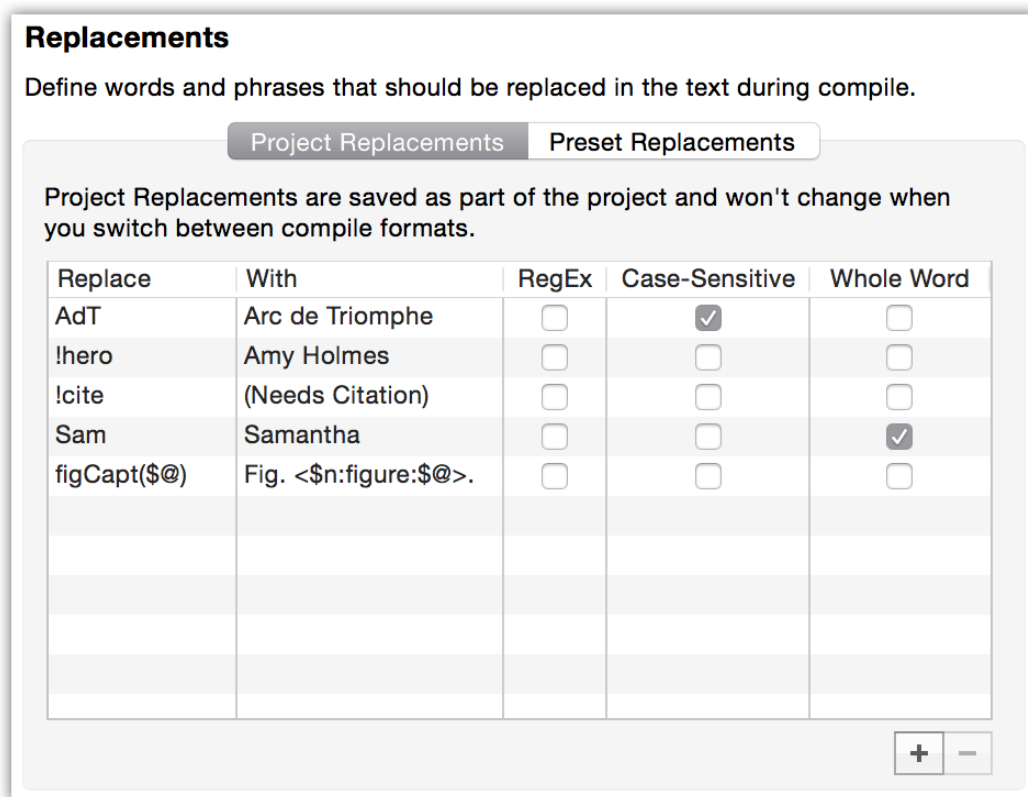 Replacements
Define words and phrases that should be replaced in the text during compile.
Project Replacements Preset Replacements
Project Replacements are saved as part of the project and won't change when
you switch between compile formats.
Replace With RegEx Case-Sensitive Whole Word
AdT Arc de Triomphe
!hero Amy Holmes
!cite (Needs Citation)
Sam Samantha
figCapt($@) Fig. <$n:figure:$@>.